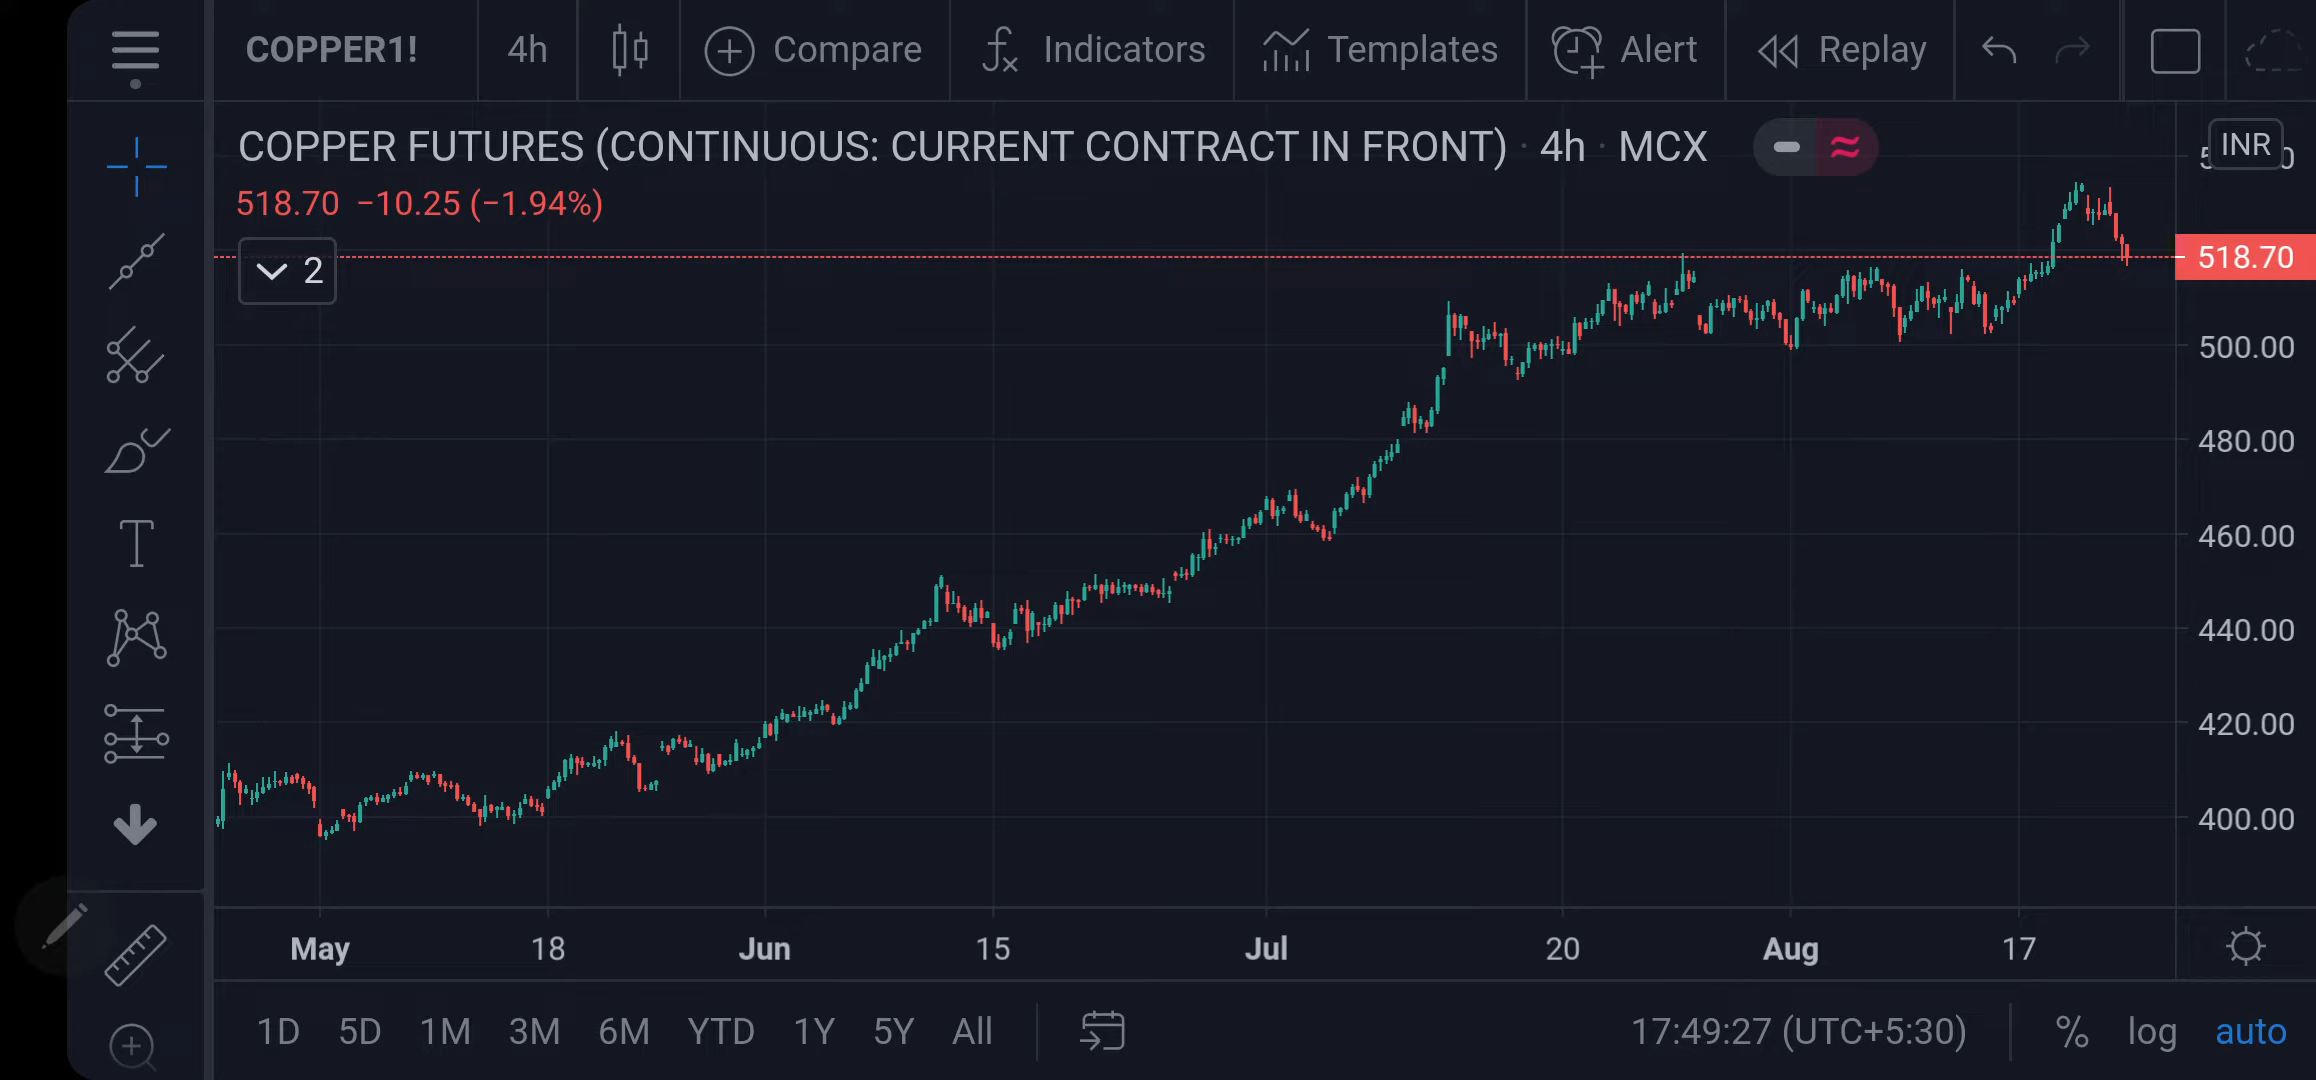 COPPER1! 4h Compare Indicators Templates Alert Replay
COPPER FUTURES (CONTINUOUS: CURRENT CONTRACT IN FRONT) · 4h · MCX
INR
518.70 −10.25 (−1.94%)
2
518.70
500.00
480.00
460.00
440.00
420.00
400.00
May 18 Jun 15 Jul 20 Aug 17
1D 5D 1M 3M 6M YTD 1Y 5Y All 17:49:27 (UTC+5:30) % log auto